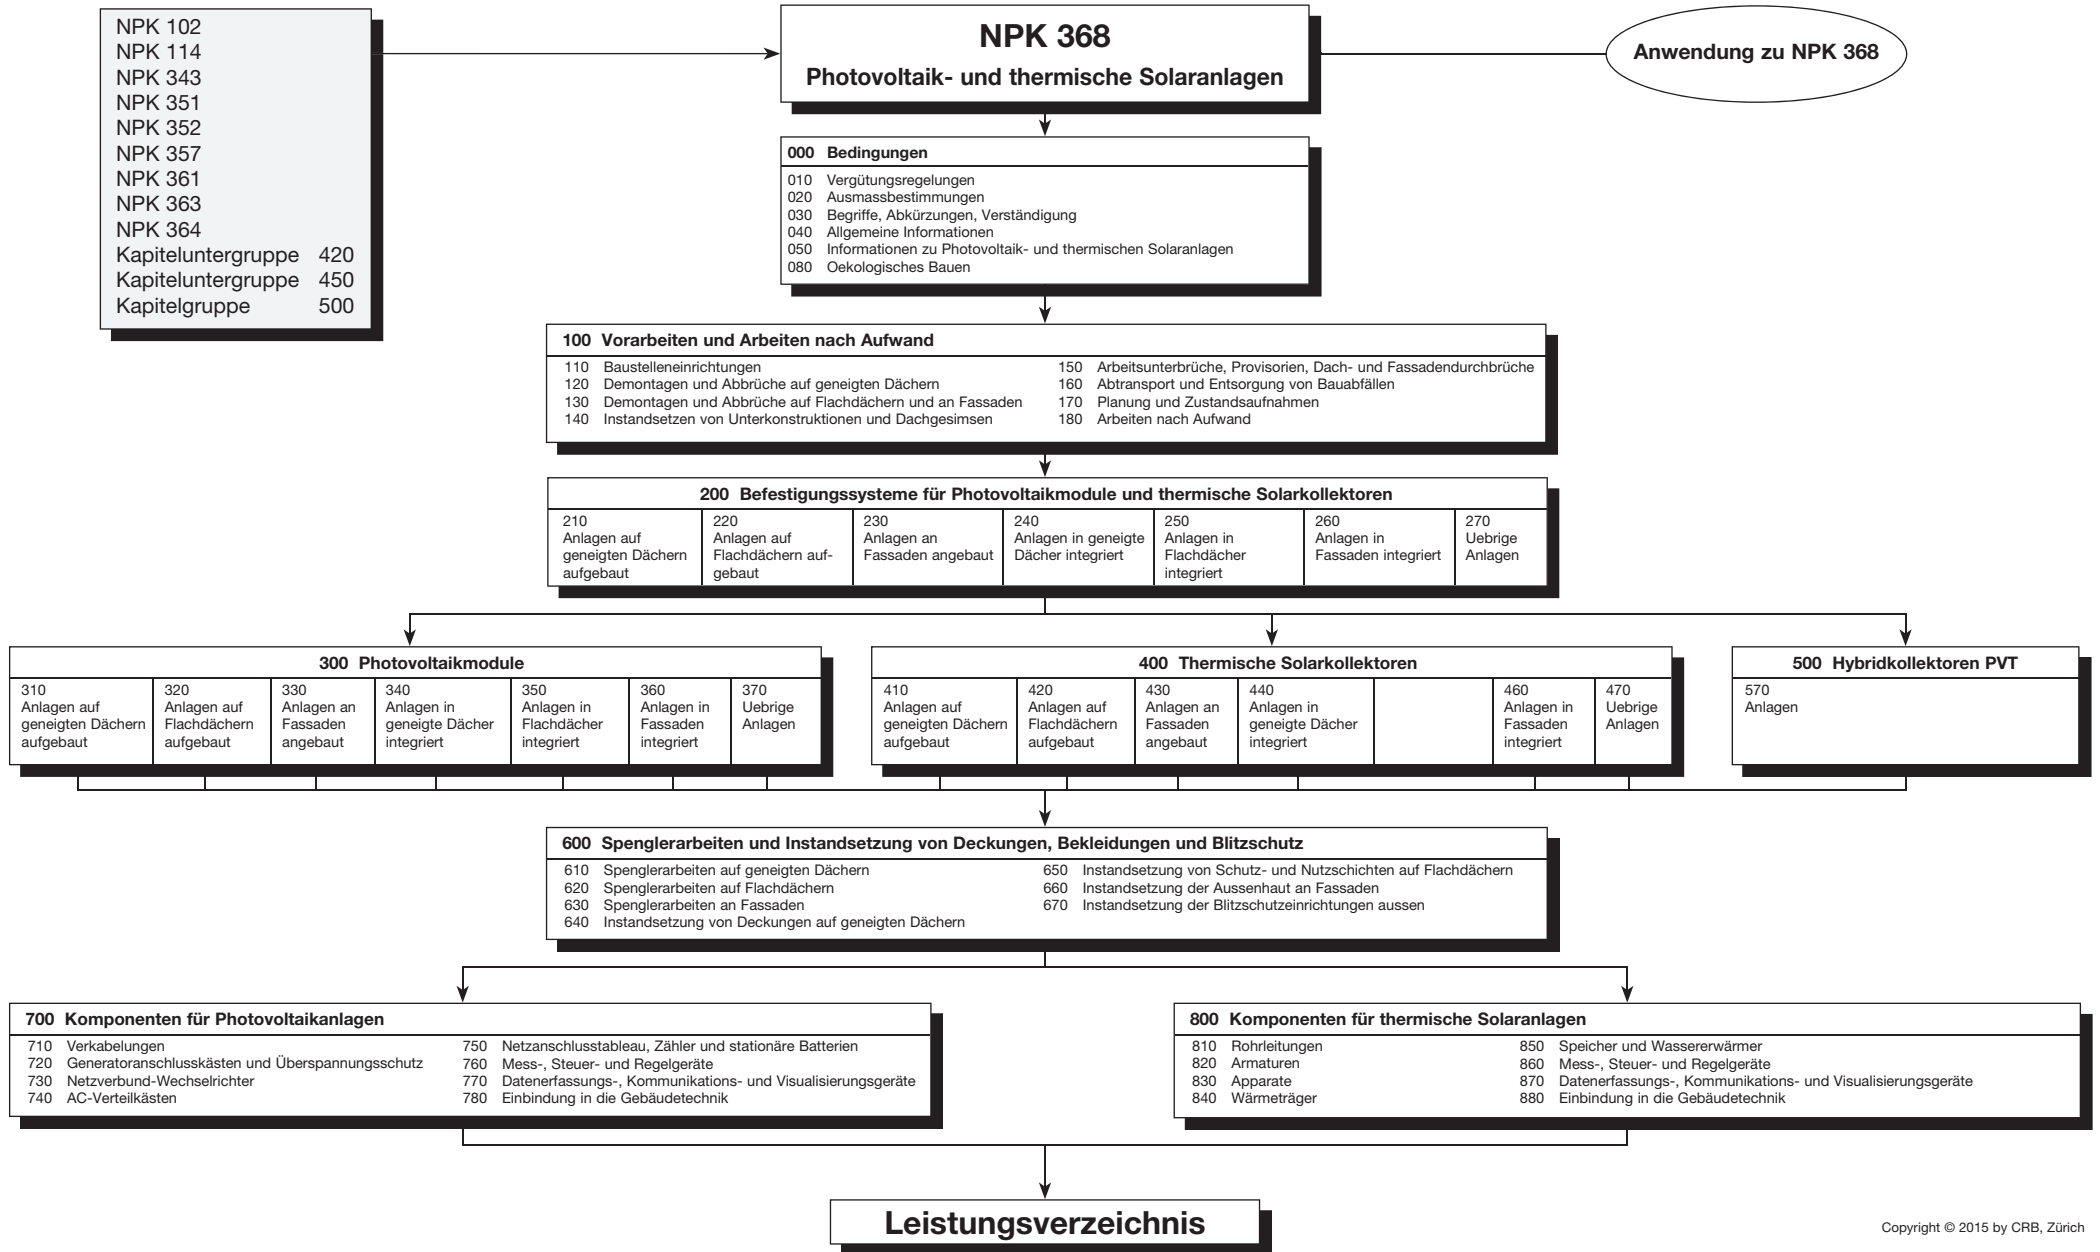 NPK 102
NPK 114
NPK 343
NPK 351
NPK 352
NPK 357
NPK 361
NPK 363
NPK 364
Kapiteluntergruppe 420
Kapiteluntergruppe 450
Kapitelgruppe 500
NPK 368
Photovoltaik- und thermische Solaranlagen
Anwendung zu NPK 368
000 Bedingungen
010 Vergütungsregelungen
020 Ausmassbestimmungen
030 Begriffe, Abkürzungen, Verständigung
040 Allgemeine Informationen
050 Informationen zu Photovoltaik- und thermischen Solaranlagen
080 Oekologisches Bauen
100 Vorarbeiten und Arbeiten nach Aufwand
110 Baustelleneinrichtungen
120 Demontagen und Abbrüche auf geneigten Dächern
130 Demontagen und Abbrüche auf Flachdächern und an Fassaden
140 Instandsetzen von Unterkonstruktionen und Dachgesimsen
150 Arbeitsunterbrüche, Provisorien, Dach- und Fassadendurchbrüche
160 Abtransport und Entsorgung von Bauabfällen
170 Planung und Zustandsaufnahmen
180 Arbeiten nach Aufwand
200 Befestigungssysteme für Photovoltaikmodule und thermische Solarkollektoren
210
Anlagen auf
geneigten Dächern
aufgebaut
220
Anlagen auf
Flachdächern auf-
gebaut
230
Anlagen an
Fassaden angebaut
240
Anlagen in geneigte
Dächer integriert
250
Anlagen in
Flachdächer
integriert
260
Anlagen in
Fassaden integriert
270
Uebrige
Anlagen
300 Photovoltaikmodule
310
Anlagen auf
geneigten Dächern
aufgebaut
320
Anlagen auf
Flachdächern
aufgebaut
330
Anlagen an
Fassaden
angebaut
340
Anlagen in
geneigte Dächer
integriert
350
Anlagen in
Flachdächer
integriert
360
Anlagen in
Fassaden
integriert
370
Uebrige
Anlagen
400 Thermische Solarkollektoren
410
Anlagen auf
geneigten Dächern
aufgebaut
420
Anlagen auf
Flachdächern
aufgebaut
430
Anlagen an
Fassaden
angebaut
440
Anlagen in
geneigte Dächer
integriert
460
Anlagen in
Fassaden
integriert
470
Uebrige
Anlagen
500 Hybridkollektoren PVT
570
Anlagen
600 Spenglerarbeiten und Instandsetzung von Deckungen, Bekleidungen und Blitzschutz
610 Spenglerarbeiten auf geneigten Dächern
620 Spenglerarbeiten auf Flachdächern
630 Spenglerarbeiten an Fassaden
640 Instandsetzung von Deckungen auf geneigten Dächern
650 Instandsetzung von Schutz- und Nutzschichten auf Flachdächern
660 Instandsetzung der Aussenhaut an Fassaden
670 Instandsetzung der Blitzschutzeinrichtungen aussen
700 Komponenten für Photovoltaikanlagen
710 Verkabelungen
720 Generatoranschlusskästen und Überspannungsschutz
730 Netzverbund-Wechselrichter
740 AC-Verteilkästen
750 Netzanschlusstableau, Zähler und stationäre Batterien
760 Mess-, Steuer- und Regelgeräte
770 Datenerfassungs-, Kommunikations- und Visualisierungsgeräte
780 Einbindung in die Gebäudetechnik
800 Komponenten für thermische Solaranlagen
810 Rohrleitungen
820 Armaturen
830 Apparate
840 Wärmeträger
850 Speicher und Wassererwärmer
860 Mess-, Steuer- und Regelgeräte
870 Datenerfassungs-, Kommunikations- und Visualisierungsgeräte
880 Einbindung in die Gebäudetechnik
Leistungsverzeichnis
Copyright © 2015 by CRB, Zürich